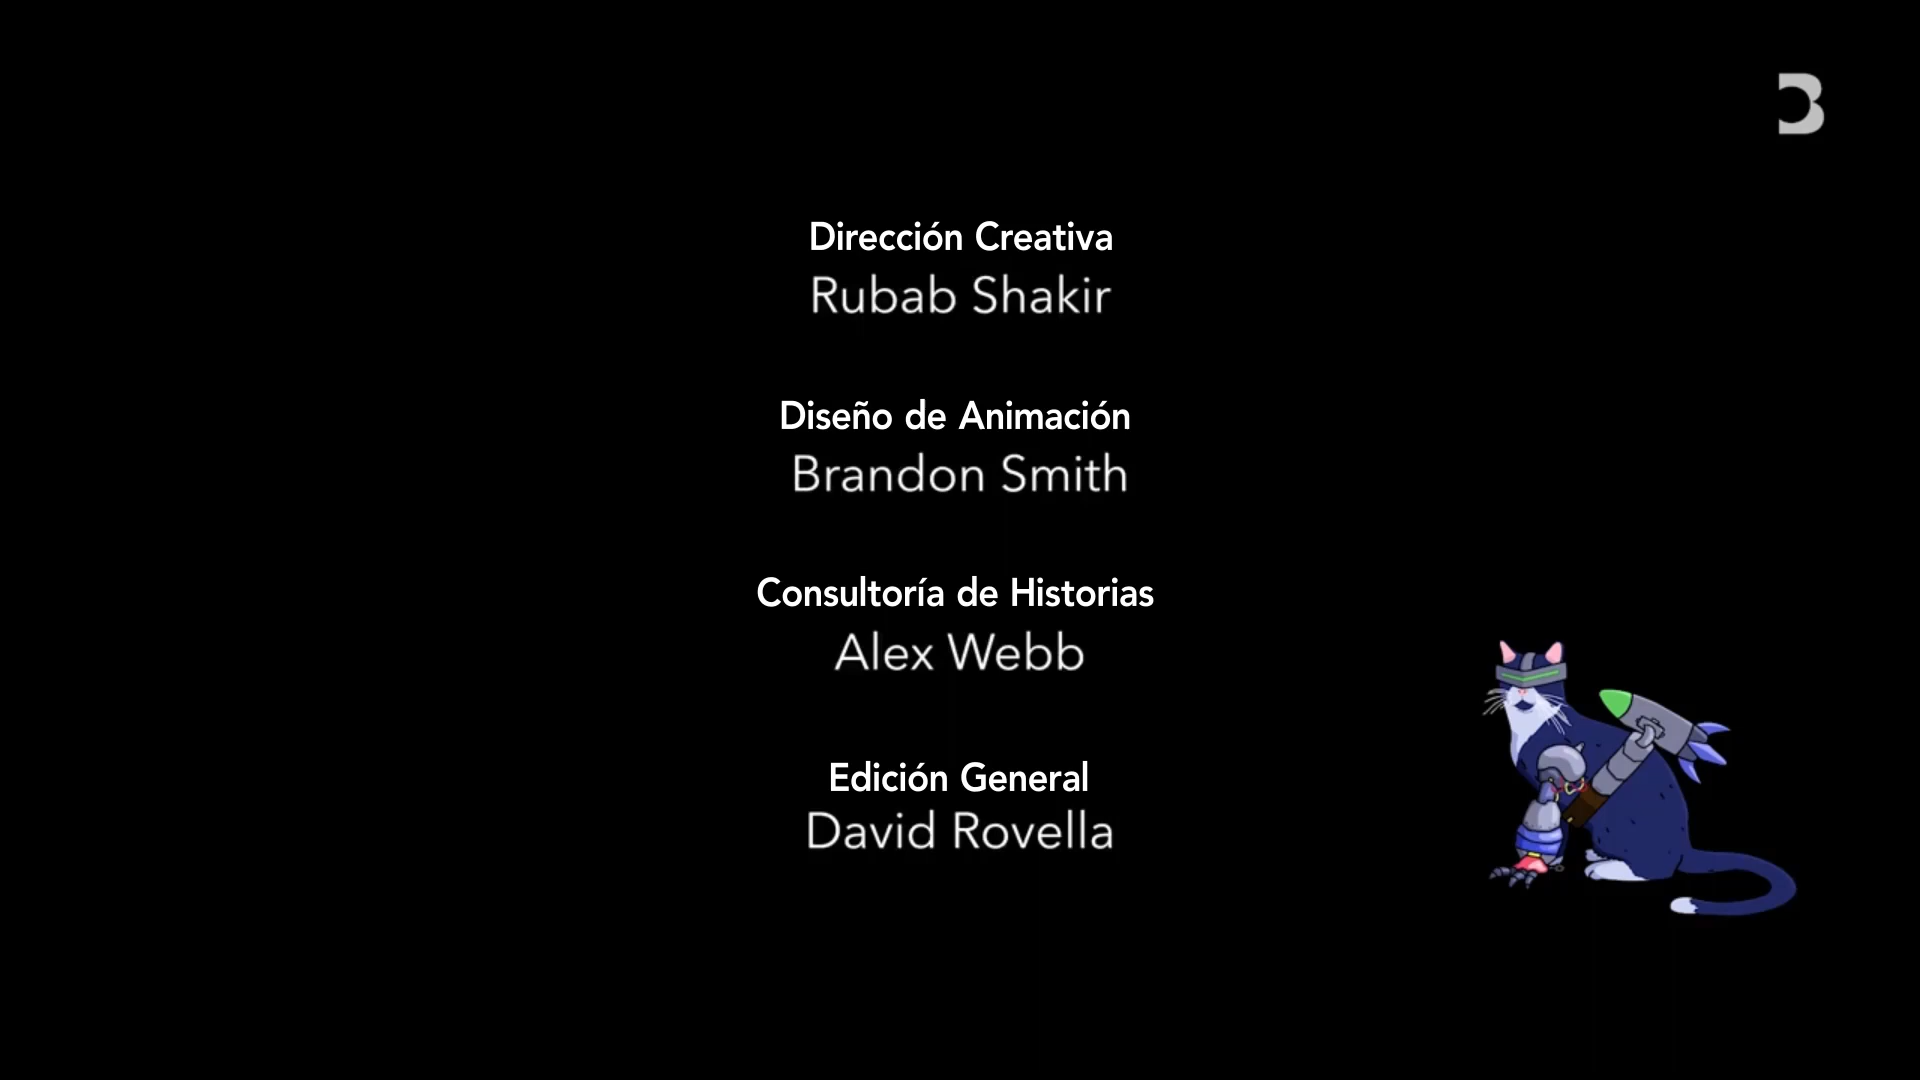 Dirección Creativa
Rubab Shakir
Diseño de Animación
Brandon Smith
Consultoría de Historias
Alex Webb
Edición General
David Rovella